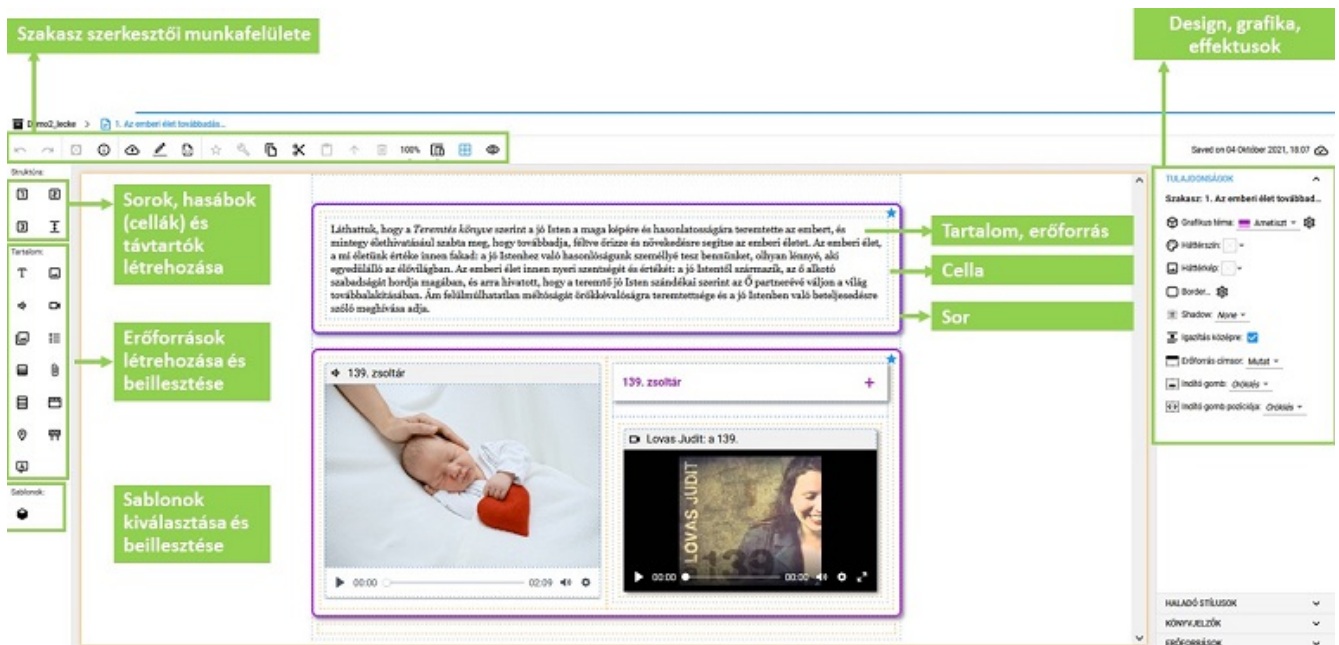 Szakasz szerkesztői munkafelülete
Design, grafika,
effektusok
Demo2_lecke > 1. Az emberi élet továbbadás...
100%
Saved on 04 Október 2021, 18:07
Struktúra:
Sorok, hasábok
(cellák) és
távtartók
létrehozása
Tartalom:
Erőforrások
létrehozása és
beillesztése
Sablonok:
Sablonok
kiválasztása és
beillesztése
Láthattuk, hogy a Teremtés könyve szerint a jó Isten a maga képére és hasonlatosságára teremtette az embert, és
mintegy élethivatásául szabta meg, hogy továbbadja, féltve őrizze és növekedésre segítse az emberi életet. Az emberi élet,
a mi életünk értéke innen fakad: a jó Istenhez való hasonlóságunk személlyé tesz bennünket, olyan lénnyé, aki
egyedülálló az élővilágban. Az emberi élet innen nyeri szentségét és értékét: a jó Istentől származik, az ő alkotó
szabadságát hordja magában, és arra hivatott, hogy a teremtő jó Isten szándékai szerint az Ő partnerévé váljon a világ
továbbalakításában. Ám felülmúlhatatlan méltóságát örökkévalóságra teremtettsége és a jó Istenben való beteljesedésre
szóló meghívása adja.
Tartalom, erőforrás
Cella
Sor
139. zsoltár
00:00
02:09
139. zsoltár
+
Lovas Judit: a 139.
LOVAS JUDIT
139
00:00
00:00
TULAJDONSÁGOK
Szakasz: 1. Az emberi élet továbbad...
Grafikus téma: Ametiszt
Háttérszín:
Háttérkép:
Border...
Shadow: None
Igazítás középre:
Erőforrás címsor: Mutat
Indító gomb: Öröklés
Indító gomb pozíciója: Öröklés
HALADÓ STÍLUSOK
KÖNYVJELZŐK
ERŐFORRÁSOK